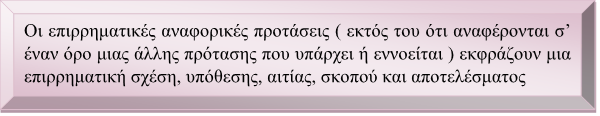 Οι επιρρηματικές αναφορικές προτάσεις ( εκτός του ότι αναφέρονται σ’
έναν όρο μιας άλλης πρότασης που υπάρχει ή εννοείται ) εκφράζουν μια
επιρρηματική σχέση, υπόθεσης, αιτίας, σκοπού και αποτελέσματος